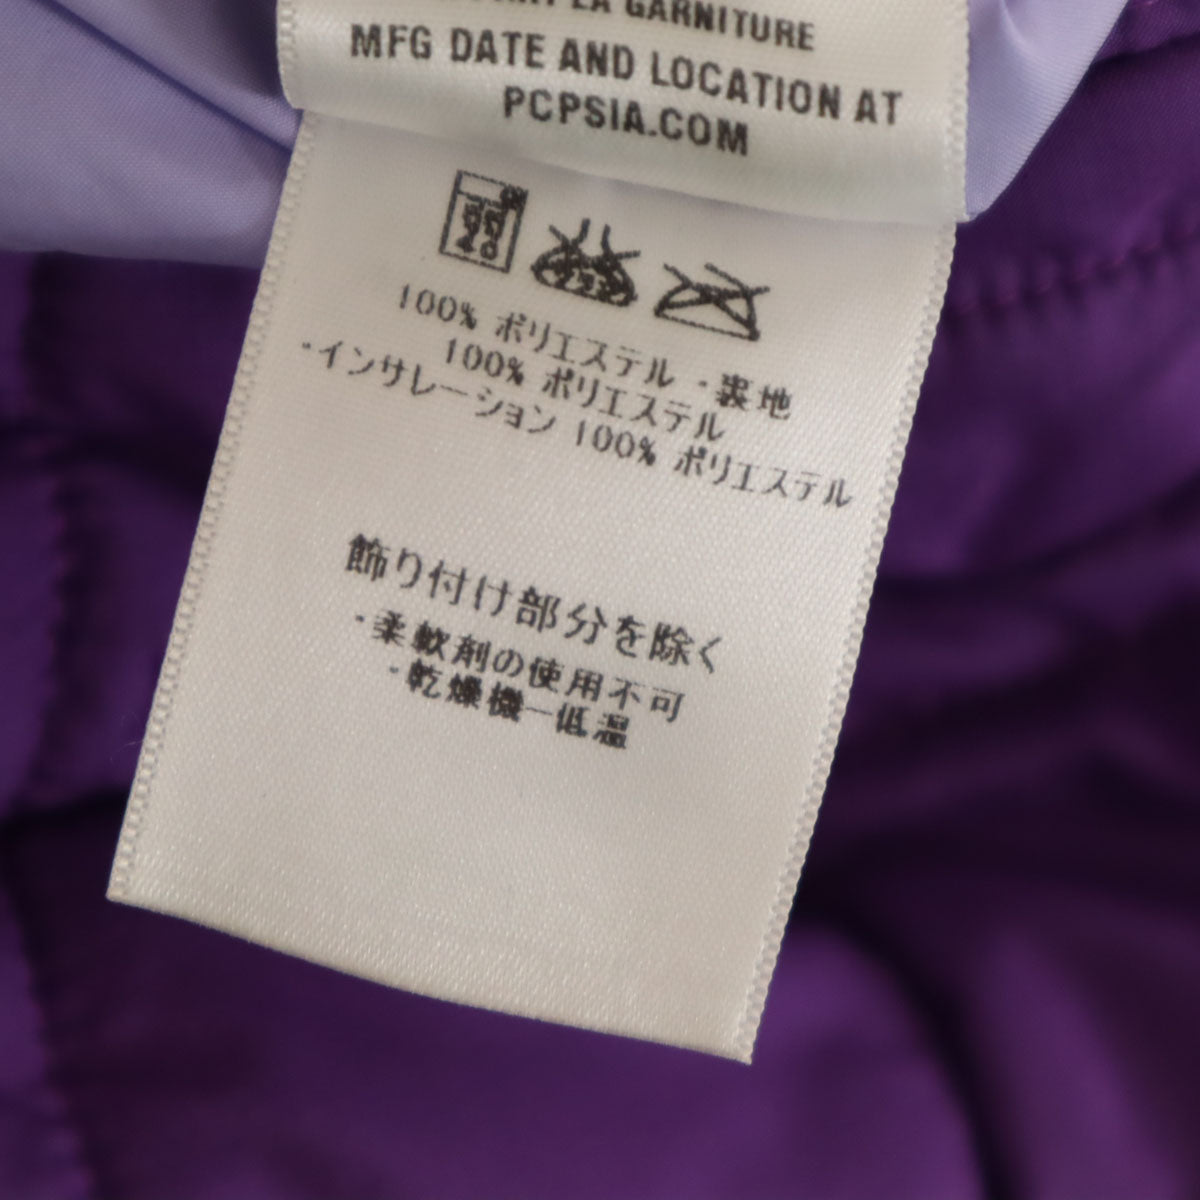 LA GARNITURE
MFG DATE AND LOCATION AT
PCPSIA.COM
40
100% ポリエステル ・裏地
100% ポリエステル
・インサレーション 100% ポリエステル
飾り付け部分を除く
・柔軟剤の使用不可
・乾燥機ー低温